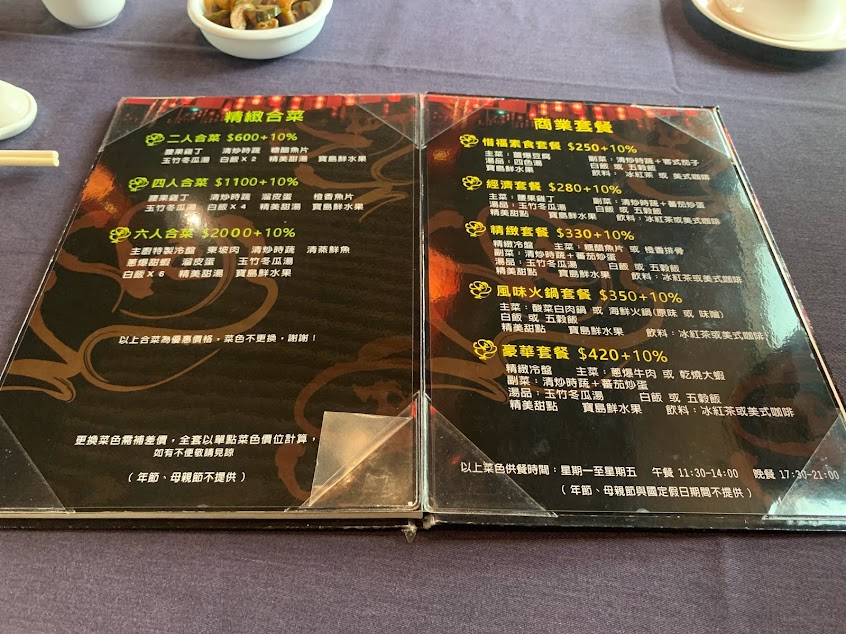 精緻合菜
二人合菜 $600+10%
腰果雞丁 清炒時蔬 糖醋魚片
玉竹冬瓜湯 白飯X2 精美甜湯 寶島鮮水果
四人合菜 $1100+10%
腰果雞丁 清炒時蔬 溜皮蛋 橙香魚片
玉竹冬瓜湯 白飯X4 精美甜湯 寶島鮮水果
六人合菜 $2000+10%
主廚特製冷盤 東坡肉 清炒時蔬 清蒸鮮魚
蔥爆甜蝦 溜皮蛋 玉竹冬瓜湯
白飯X6 精美甜湯 寶島鮮水果
以上合菜為優惠價格,菜色不更換,謝謝!
更換菜色需補差價,全套以單點菜色價位計算,
如有不便敬請見諒
(年節、母親節不提供)
商業套餐
惜福素食套餐 $250+10%
主菜:薑爆豆腐 副菜:清炒時蔬+客式茄子
湯品:四色湯 白飯 或 五穀飯
寶島鮮水果 飲料:冰紅茶 或 美式咖啡
經濟套餐 $280+10%
主菜:腰果雞丁 副菜:清炒時蔬+蕃茄炒蛋
湯品:玉竹冬瓜湯 白飯 或 五穀飯
精美甜點 寶島鮮水果 飲料:冰紅茶或美式咖啡
精緻套餐 $330+10%
精緻冷盤 主菜:糖醋魚片 或 橙香排骨
副菜:清炒時蔬+蕃茄炒蛋
湯品:玉竹冬瓜湯 白飯 或 五穀飯
精美甜點 寶島鮮水果 飲料:冰紅茶或美式咖啡
風味火鍋套餐 $350+10%
主菜:酸菜白肉鍋 或 海鮮火鍋(原味 或 味噌)
白飯 或 五穀飯
精美甜點 寶島鮮水果 飲料:冰紅茶或美式咖啡
豪華套餐 $420+10%
精緻冷盤 主菜:蔥爆牛肉 或 乾燒大蝦
副菜:清炒時蔬+蕃茄炒蛋
湯品:玉竹冬瓜湯 白飯 或 五穀飯
精美甜點 寶島鮮水果 飲料:冰紅茶或美式咖啡
以上菜色供餐時間:星期一至星期五 午餐 11:30-14:00 晚餐 17:30-21:00
(年節、母親節與國定假日期間不提供)